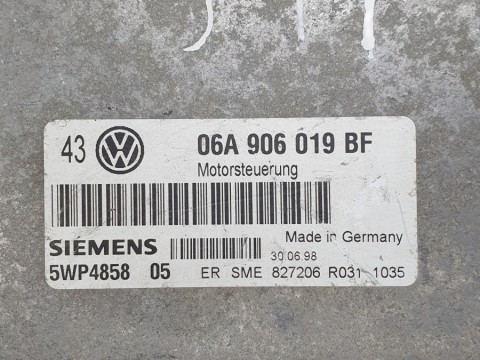 43 VW 06A 906 019 BF
Motorsteuerung
SIEMENS Made in Germany
30.06.98
5WP4858 05 ER SME 827206 R031 1035